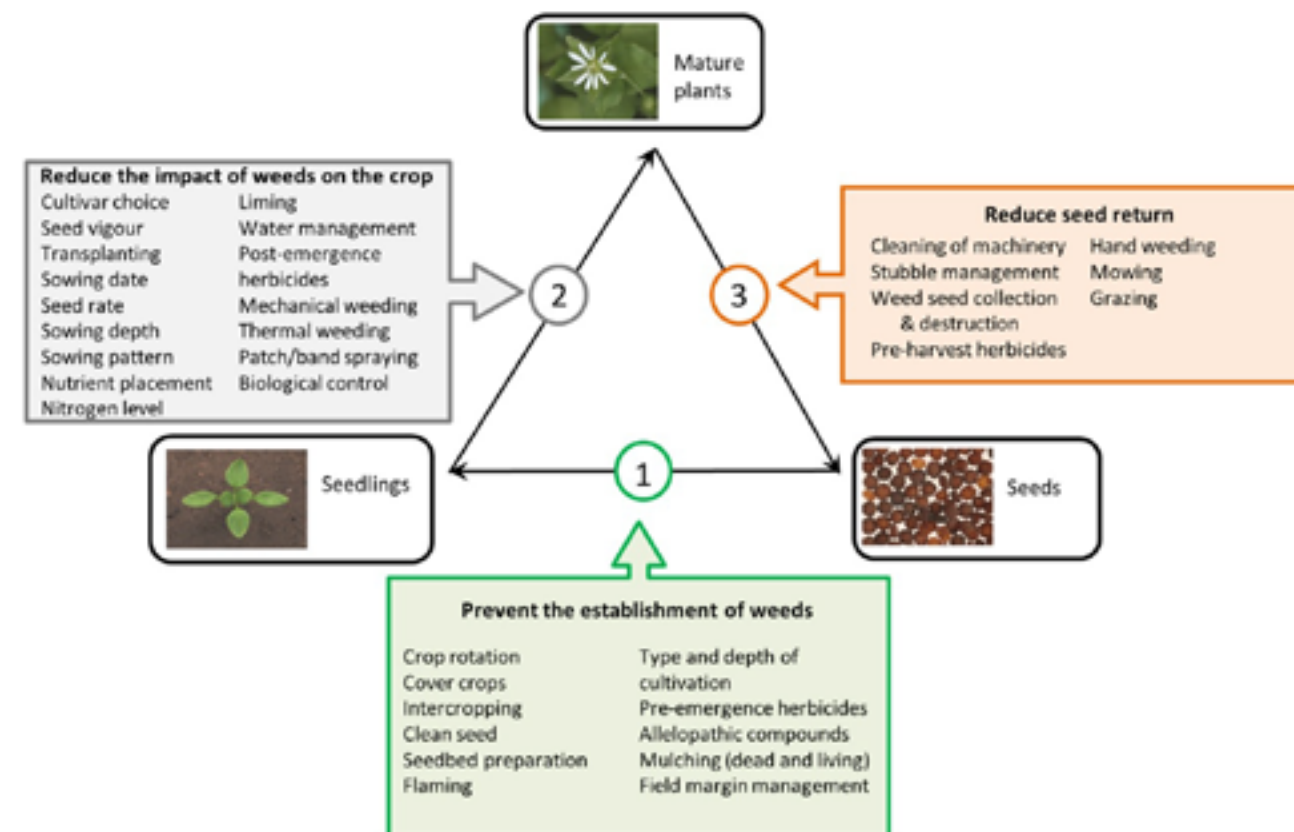 Mature
plants
Reduce the impact of weeds on the crop
Cultivar choice
Seed vigour
Transplanting
Sowing date
Seed rate
Sowing depth
Sowing pattern
Nutrient placement
Nitrogen level
Liming
Water management
Post-emergence
herbicides
Mechanical weeding
Thermal weeding
Patch/band spraying
Biological control
2
3
Reduce seed return
Cleaning of machinery
Stubble management
Weed seed collection
& destruction
Pre-harvest herbicides
Hand weeding
Mowing
Grazing
Seedlings
1
Seeds
Prevent the establishment of weeds
Crop rotation
Cover crops
Intercropping
Clean seed
Seedbed preparation
Flaming
Type and depth of
cultivation
Pre-emergence herbicides
Allelopathic compounds
Mulching (dead and living)
Field margin management